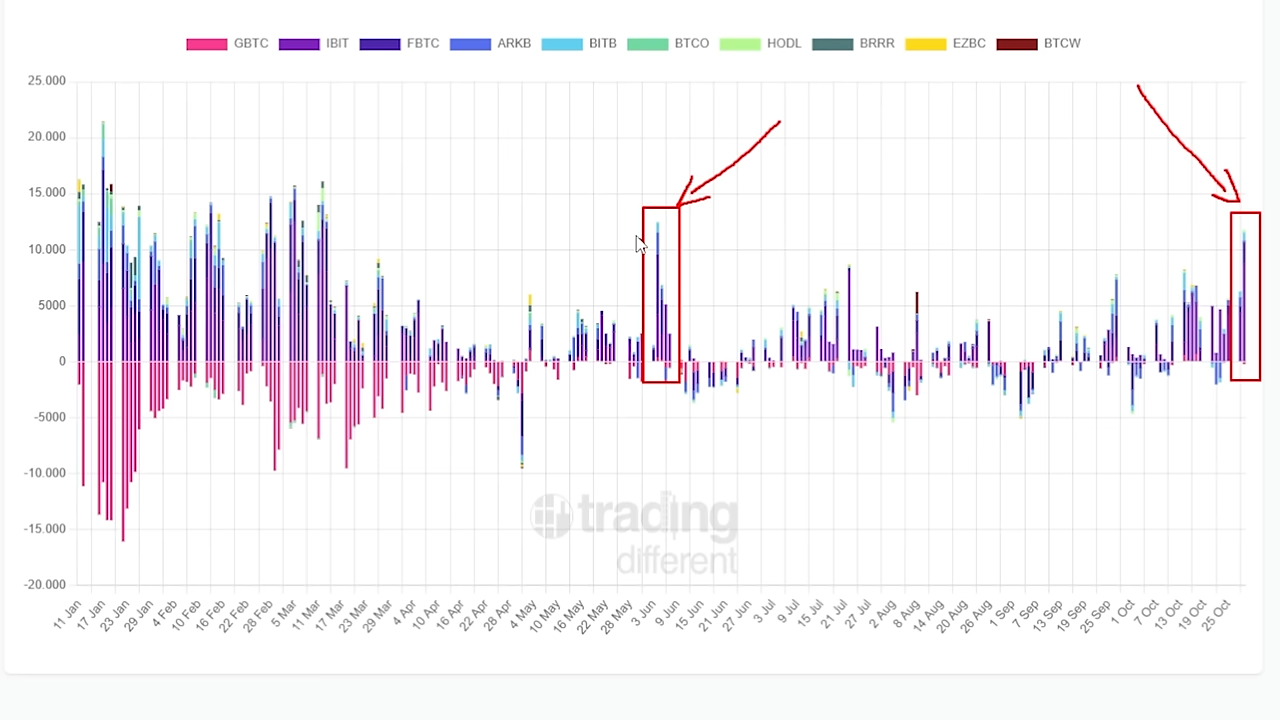 GBTC IBIT FBTC ARKB BITB BTCO HODL BRRR EZBC BTCW
25.000
20.000
15.000
10.000
5000
0
-5000
-10.000
-15.000
-20.000
trading
different
11 Jan 17 Jan 23 Jan 29 Jan 4 Feb 10 Feb 16 Feb 22 Feb 28 Feb 5 Mar 11 Mar 17 Mar 23 Mar 29 Mar 4 Apr 10 Apr 16 Apr 22 Apr 28 Apr 4 May 10 May 16 May 22 May 28 May 3 Jun 9 Jun 15 Jun 21 Jun 27 Jun 3 Jul 9 Jul 15 Jul 21 Jul 27 Jul 2 Aug 8 Aug 14 Aug 20 Aug 26 Aug 1 Sep 7 Sep 13 Sep 19 Sep 25 Sep 1 Oct 7 Oct 13 Oct 19 Oct 25 Oct